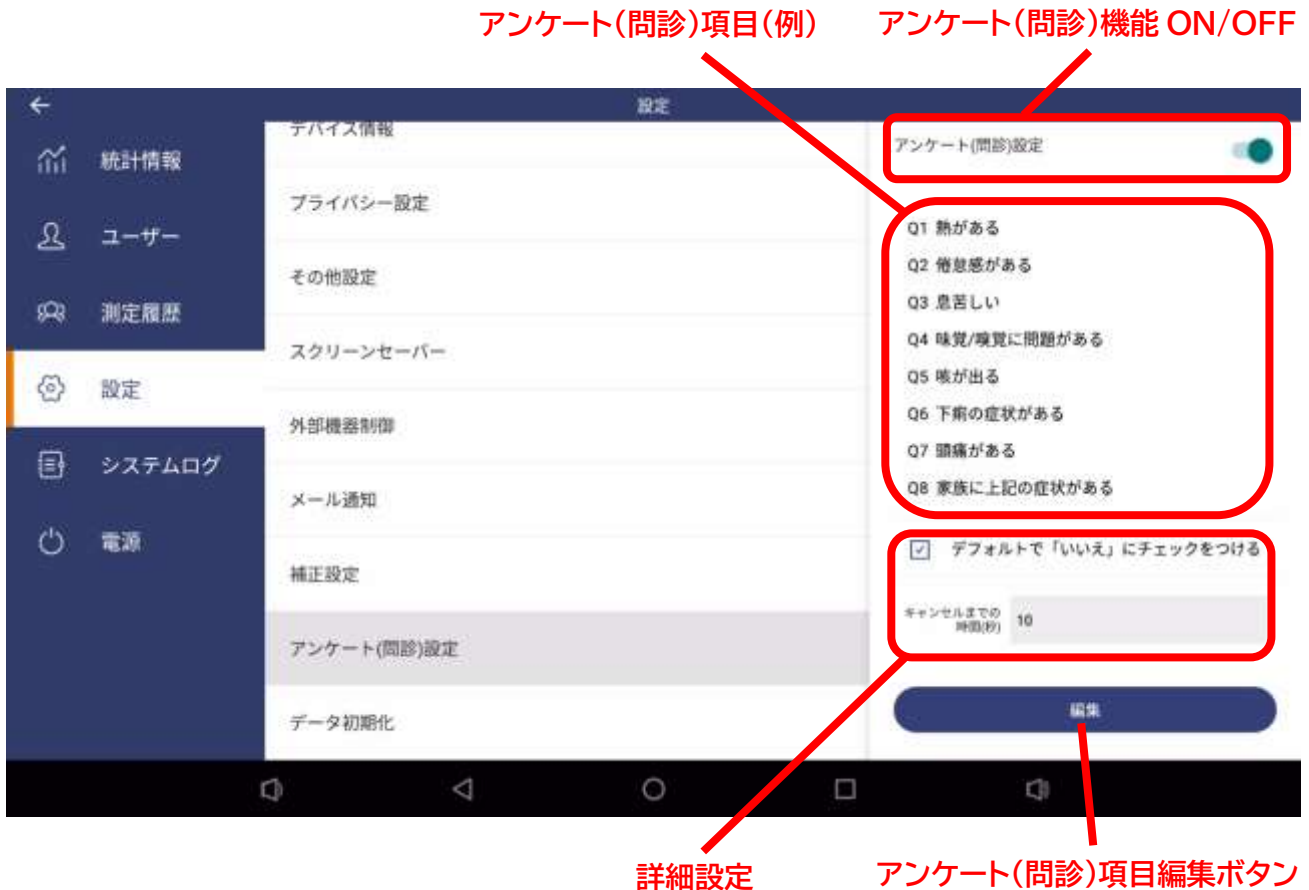 アンケート(問診)項目(例)
アンケート(問診)機能 ON/OFF
設定
統計情報
ユーザー
測定履歴
設定
システムログ
電源
デバイス情報
プライバシー設定
その他設定
スクリーンセーバー
外部機器制御
メール通知
補正設定
アンケート(問診)設定
データ初期化
アンケート(問診)設定
Q1 熱がある
Q2 倦怠感がある
Q3 息苦しい
Q4 味覚/嗅覚に問題がある
Q5 咳が出る
Q6 下痢の症状がある
Q7 頭痛がある
Q8 家族に上記の症状がある
デフォルトで「いいえ」にチェックをつける
キャンセルまでの
時間(秒)
10
編集
詳細設定
アンケート(問診)項目編集ボタン